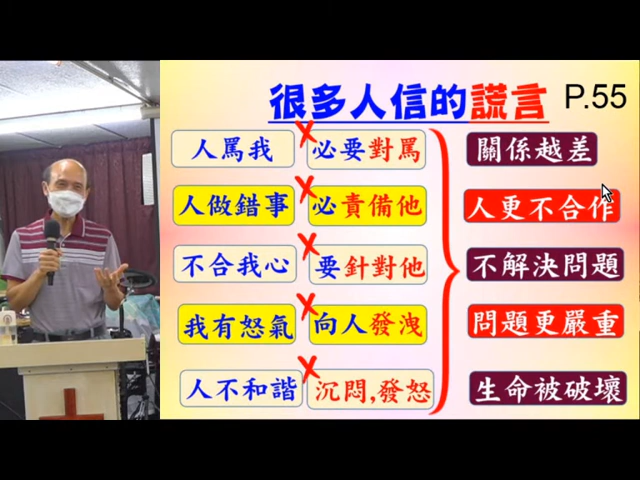 很多人信的謊言 P.55
人罵我 必要對罵 關係越差
人做錯事 必責備他 人更不合作
不合我心 要針對他 不解決問題
我有怒氣 向人發洩 問題更嚴重
人不和諧 沉悶,發怒 生命被破壞